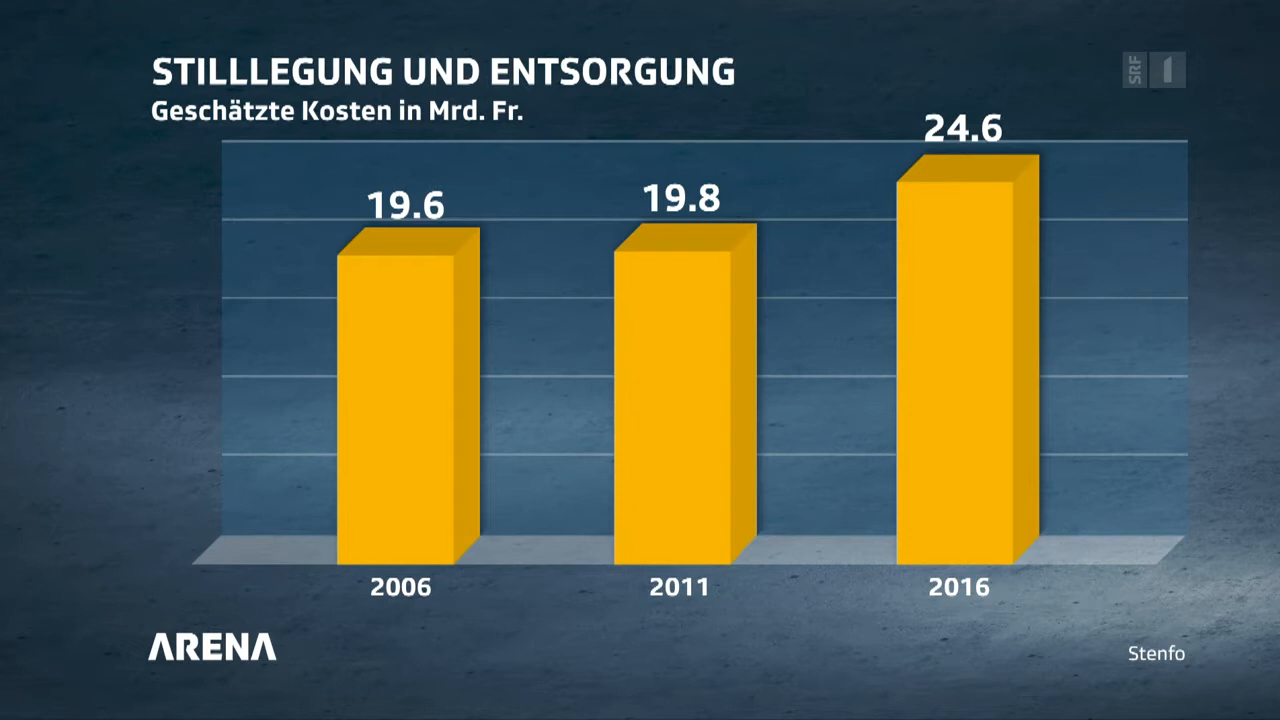 STILLLEGUNG UND ENTSORGUNG
Geschätzte Kosten in Mrd. Fr.
SRF 1
24.6
19.6
19.8
2006
2011
2016
ARENA
Stenfo